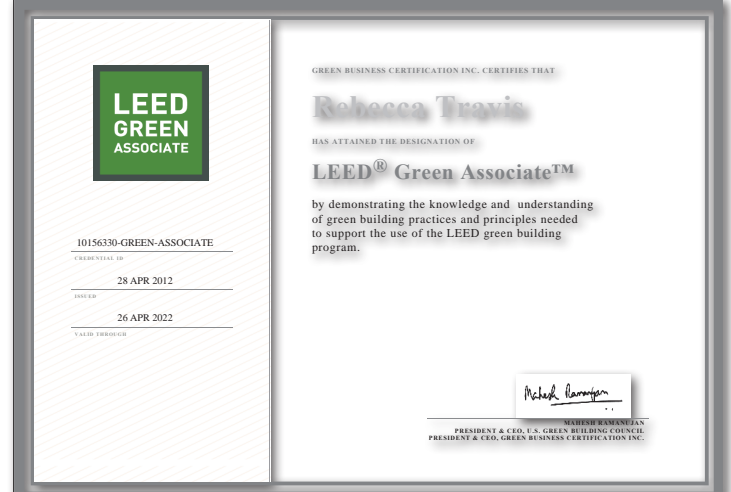 LEED
GREEN
ASSOCIATE
10156330-GREEN-ASSOCIATE
CREDENTIAL ID
28 APR 2012
ISSUED
26 APR 2022
VALID THROUGH
GREEN BUSINESS CERTIFICATION INC. CERTIFIES THAT
Rebecca Travis
HAS ATTAINED THE DESIGNATION OF
LEED® Green Associate™
by demonstrating the knowledge and understanding
of green building practices and principles needed
to support the use of the LEED green building
program.
Mahesh Ramanujan
MAHESH RAMANUJAN
PRESIDENT & CEO, U.S. GREEN BUILDING COUNCIL
PRESIDENT & CEO, GREEN BUSINESS CERTIFICATION INC.